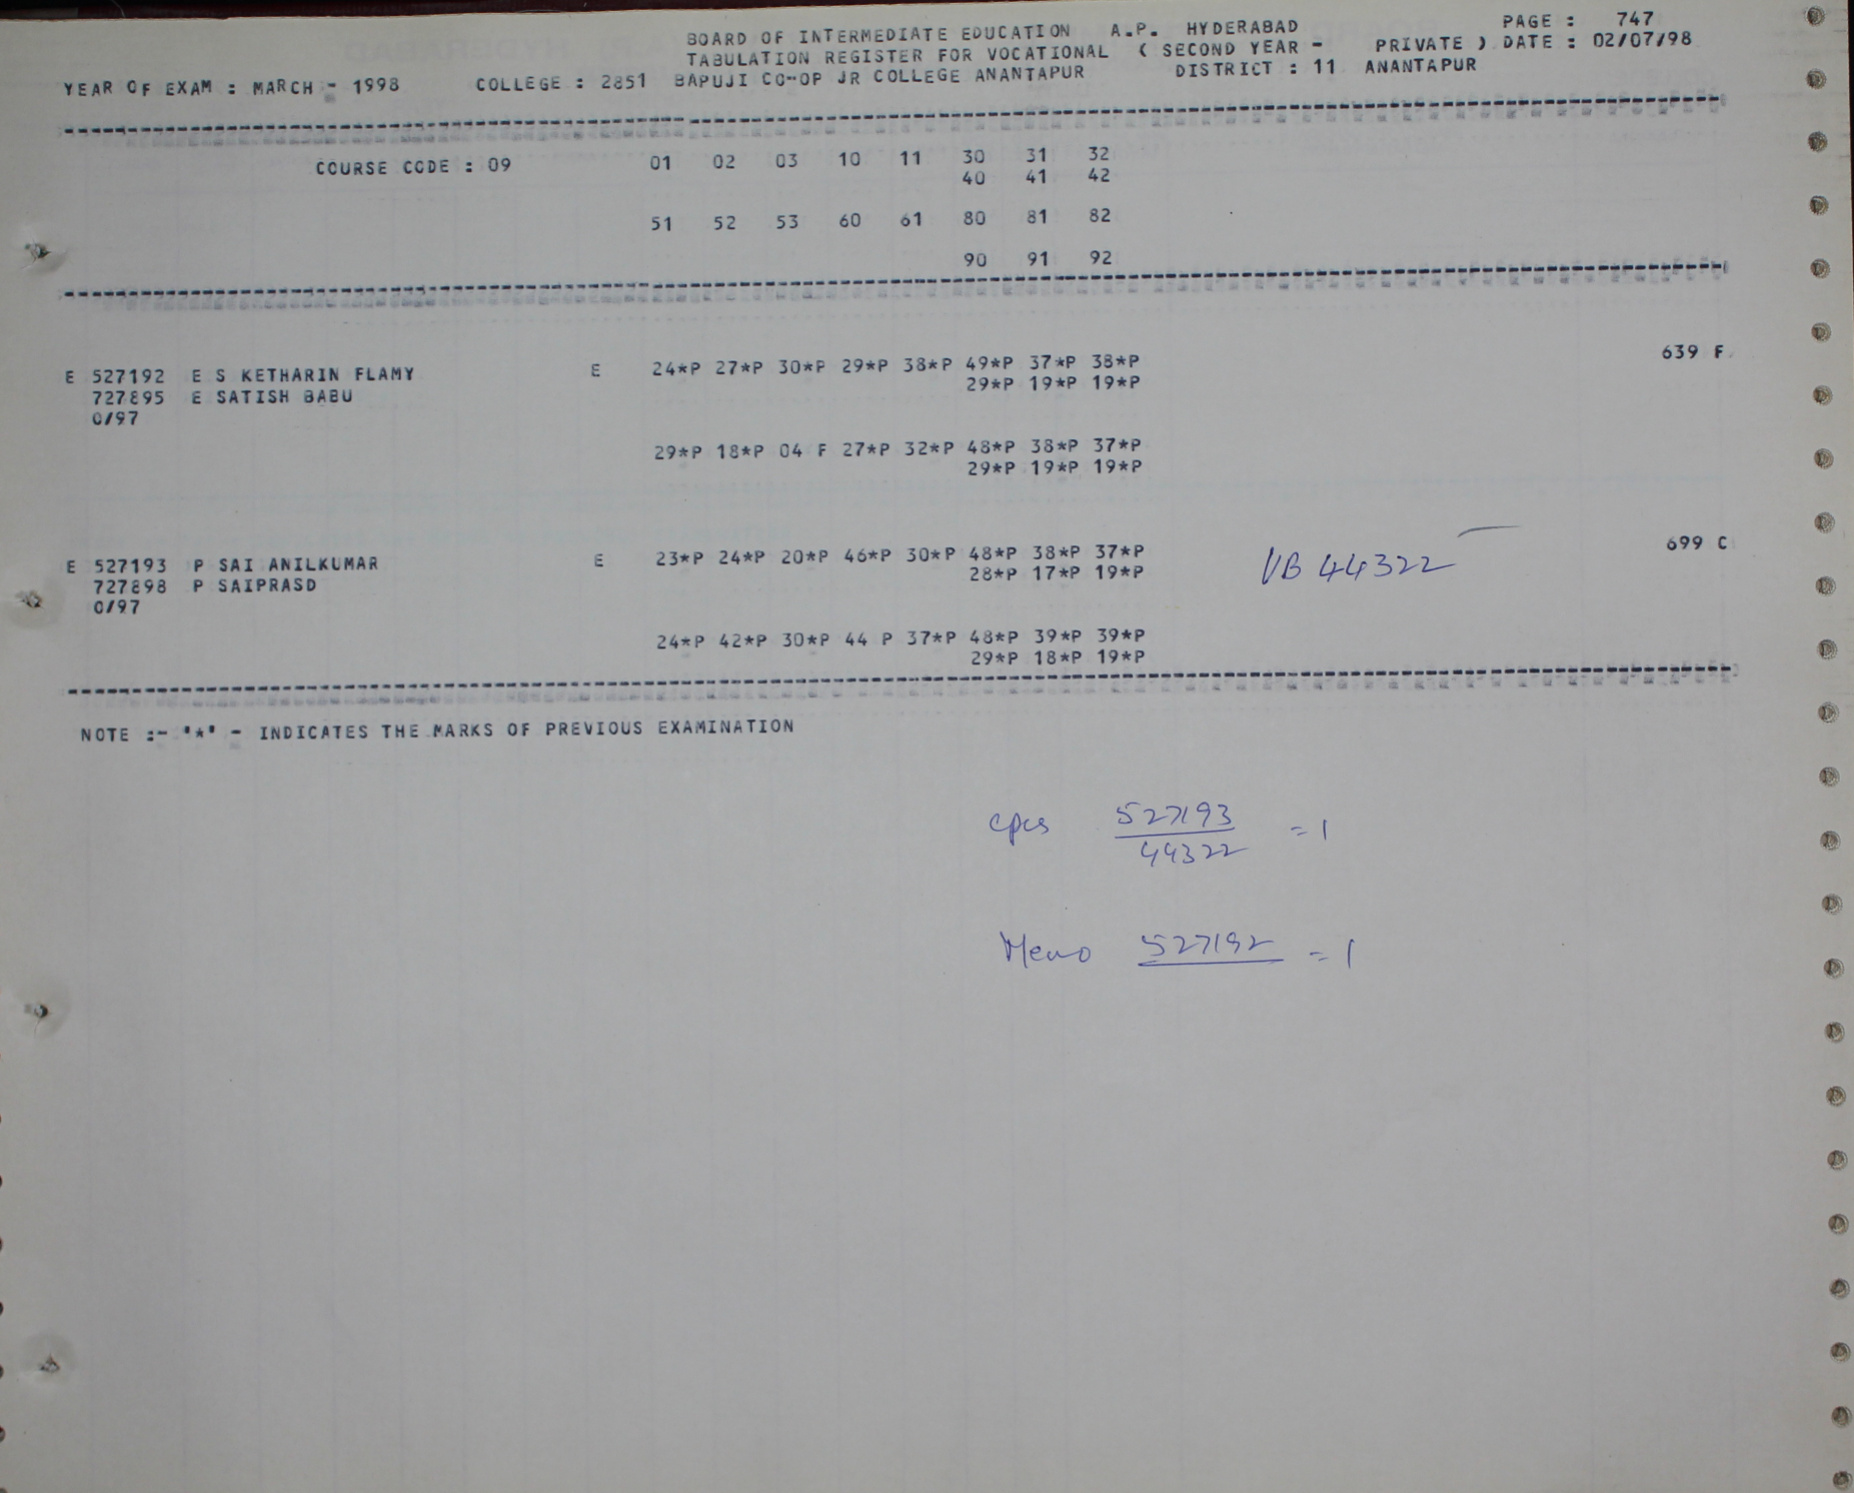 BOARD OF INTERMEDIATE EDUCATION A.P. HYDERABAD PAGE : 747
TABULATION REGISTER FOR VOCATIONAL ( SECOND YEAR - PRIVATE ) DATE : 02/07/98
YEAR OF EXAM : MARCH - 1998 COLLEGE : 2851 BAPUJI CO-OP JR COLLEGE ANANTAPUR DISTRICT : 11 ANANTAPUR
COURSE CODE : 09 01 02 03 10 11 30 31 32
40 41 42
51 52 53 60 61 80 81 82
90 91 92
E 527192 E S KETHARIN FLAMY E 24*P 27*P 30*P 29*P 38*P 49*P 37*P 38*P 639 F
727895 E SATISH BABU 29*P 19*P 19*P
0/97
29*P 18*P 04 F 27*P 32*P 48*P 38*P 37*P
29*P 19*P 19*P
E 527193 P SAI ANILKUMAR E 23*P 24*P 20*P 46*P 30*P 48*P 38*P 37*P VB 44322 699 C
727898 P SAIPRASD 28*P 17*P 19*P
0/97
24*P 42*P 30*P 44 P 37*P 48*P 39*P 39*P
29*P 18*P 19*P
NOTE :- '*' - INDICATES THE MARKS OF PREVIOUS EXAMINATION
527193 = 1
44322
Memo 527192 = 1